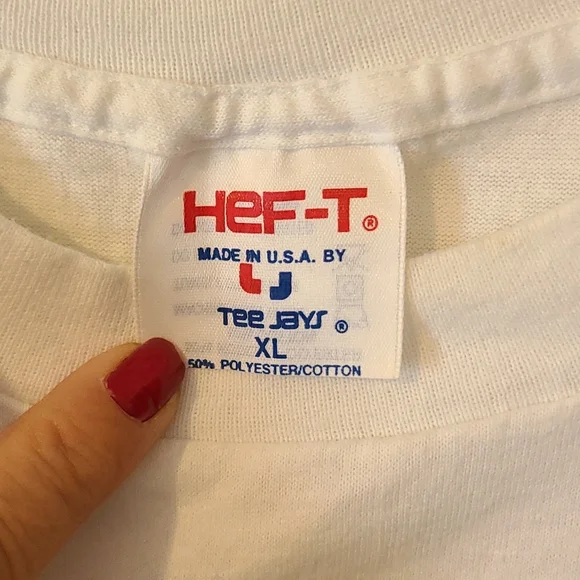 HeF-T®
MADE IN U.S.A. BY
Tee Jays ®
XL
50% POLYESTER/COTTON